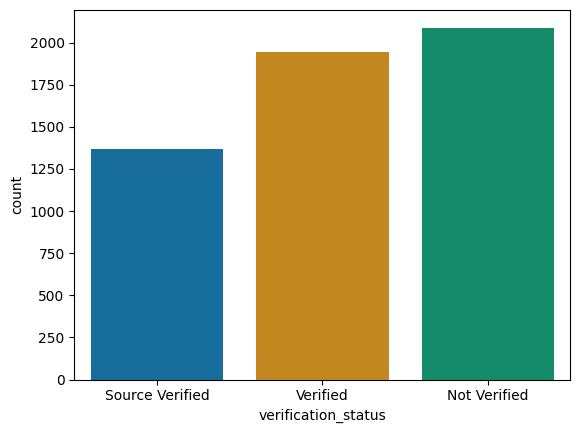 2000
1750
1500
1250
1000
750
500
250
0
count
Source Verified
Verified
Not Verified
verification_status